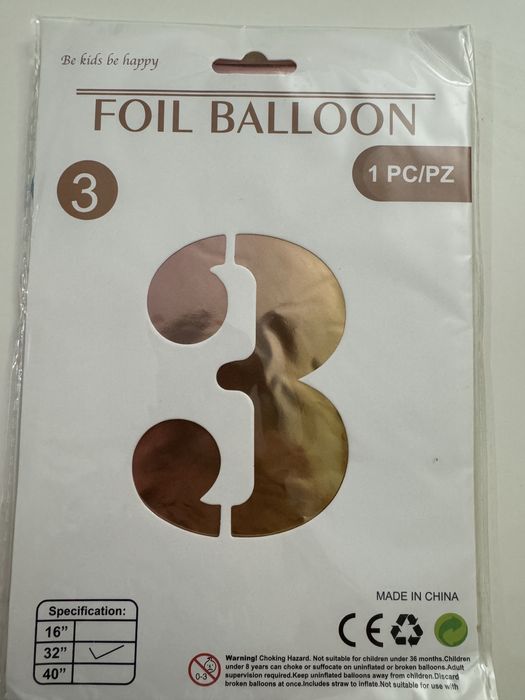 Be kids be happy
FOIL BALLOON
1 PC/PZ
3
3
MADE IN CHINA
Specification:
16”
32”
40”
CE
0-3
Warning! Choking Hazard. Not suitable for children under 36 months.Children
under 8 years can choke or suffocate on uninflated or broken balloons.Adult
supervision required.Keep uninflated balloons away from children.Discard
broken balloons at once.Includes straw to Inflate.Not suitable for use with